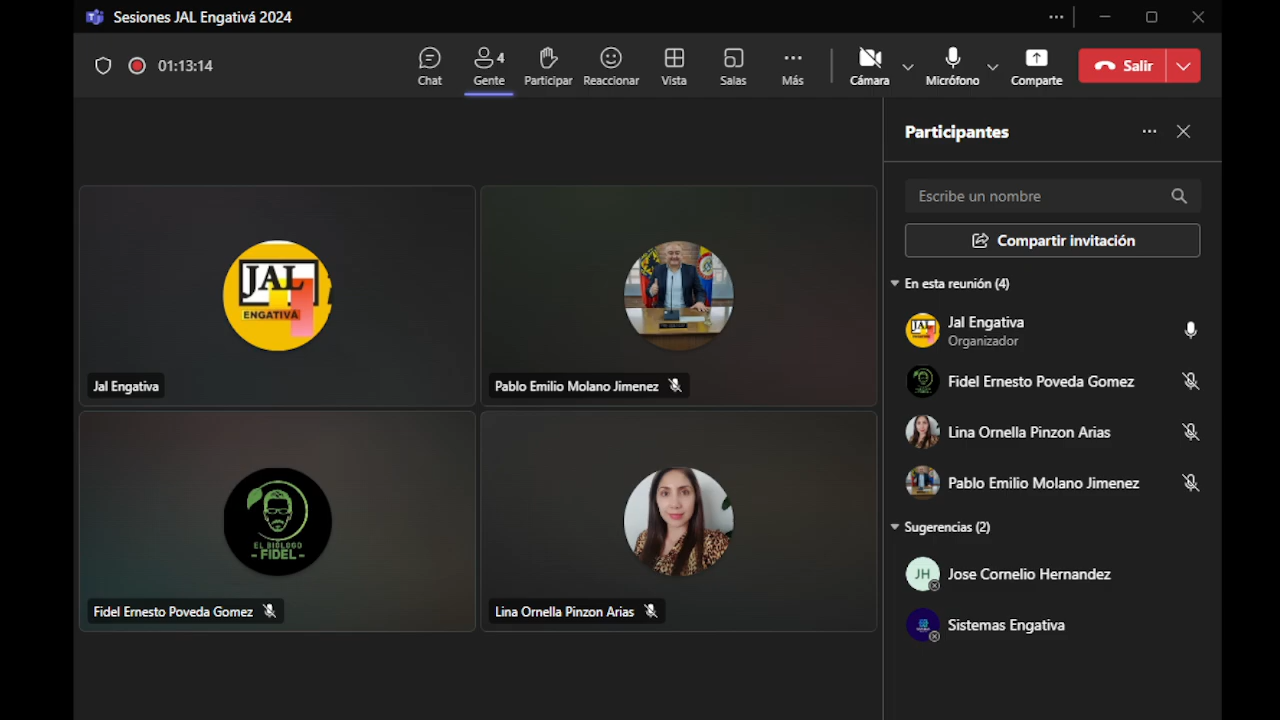 Sesiones JAL Engativá 2024
01:13:14
Chat
4
Gente
Participar
Reaccionar
Vista
Salas
Más
Cámara
Micrófono
Comparte
Salir
JAL
ENGATIVÁ
Jal Engativa
Pablo Emilio Molano Jimenez
EL BIÓLOGO
- FIDEL -
Fidel Ernesto Poveda Gomez
Lina Ornella Pinzon Arias
Participantes
Escribe un nombre
Compartir invitación
En esta reunión (4)
Jal Engativa
Organizador
Fidel Ernesto Poveda Gomez
Lina Ornella Pinzon Arias
Pablo Emilio Molano Jimenez
Sugerencias (2)
JH
Jose Cornelio Hernandez
Sistemas Engativa